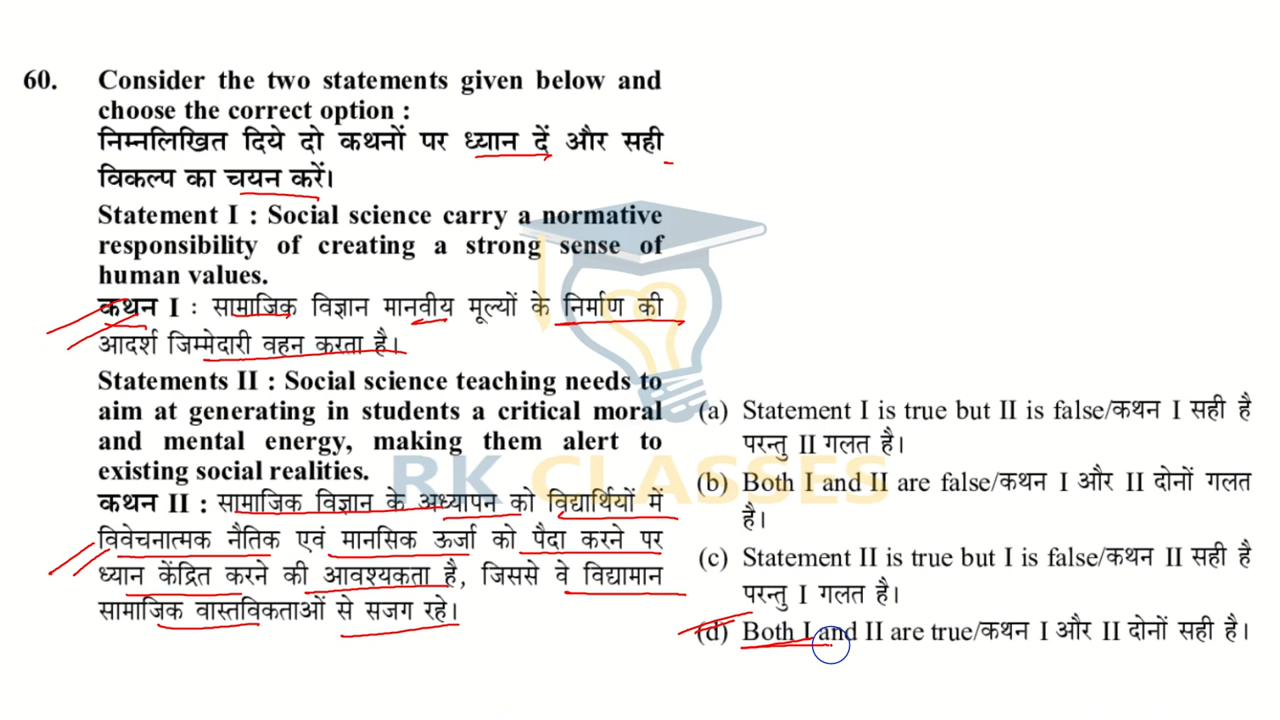 60. Consider the two statements given below and
choose the correct option :
निम्नलिखित दिये दो कथनों पर ध्यान दें और सही
विकल्प का चयन करें।
Statement I : Social science carry a normative
responsibility of creating a strong sense of
human values.
कथन I : सामाजिक विज्ञान मानवीय मूल्यों के निर्माण की
आदर्श जिम्मेदारी वहन करता है।
Statements II : Social science teaching needs to
aim at generating in students a critical moral
and mental energy, making them alert to
existing social realities.
कथन II : सामाजिक विज्ञान के अध्यापन को विद्यार्थियों में
विवेचनात्मक नैतिक एवं मानसिक ऊर्जा को पैदा करने पर
ध्यान केंद्रित करने की आवश्यकता है, जिससे वे विद्यामान
सामाजिक वास्तविकताओं से सजग रहे।
(a) Statement I is true but II is false/कथन I सही है
परन्तु II गलत है।
(b) Both I and II are false/कथन I और II दोनों गलत
है।
(c) Statement II is true but I is false/कथन II सही है
परन्तु I गलत है।
(d) Both I and II are true/कथन I और II दोनों सही है।
RK CLASSES